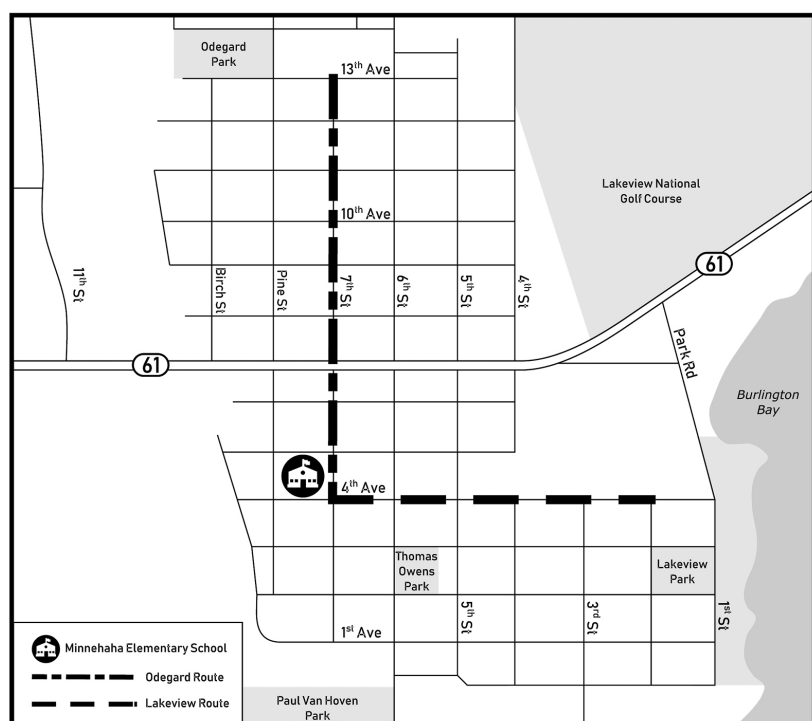 Odegard
Park
13th Ave
Lakeview National
Golf Course
10th Ave
61
11th St
Birch St
Pine St
7th St
6th St
5th St
4th St
Park Rd
61
Burlington
Bay
4th Ave
Thomas
Owens
Park
Lakeview
Park
5th St
3rd St
1st St
1st Ave
Minnehaha Elementary School
Odegard Route
Lakeview Route
Paul Van Hoven
Park